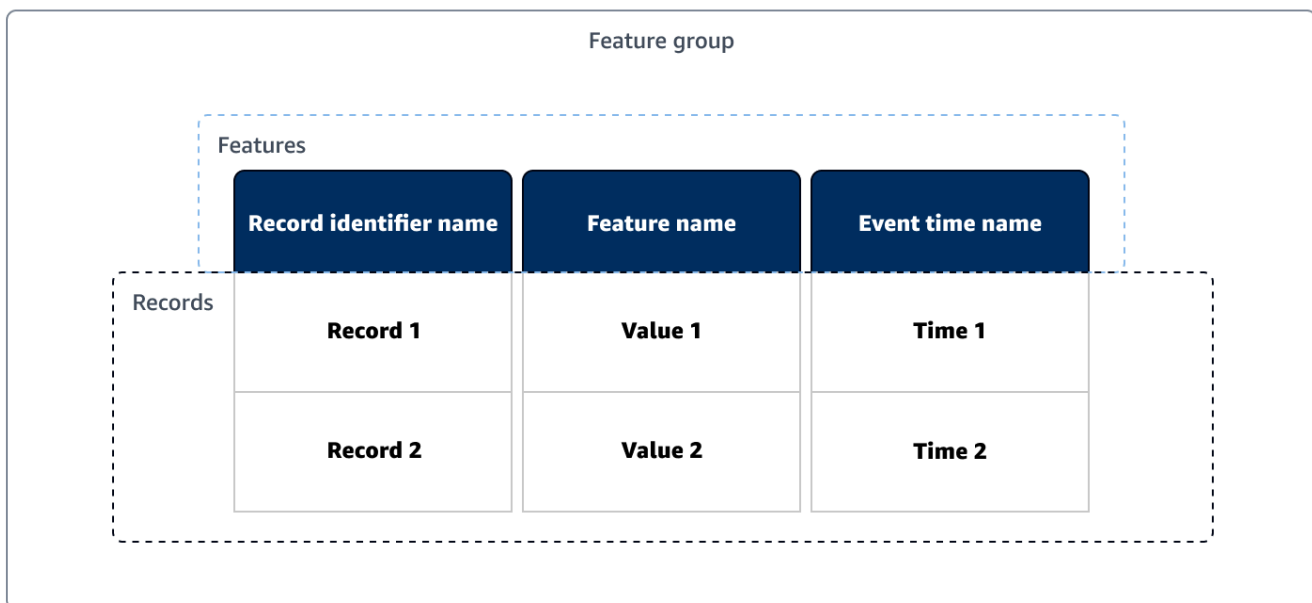 Feature group
Features
Record identifier name Feature name Event time name
Records
Record 1 Value 1 Time 1
Record 2 Value 2 Time 2